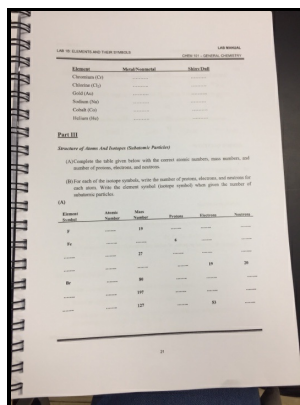 LAB 10: ELEMENTS AND THEIR SYMBOLS
LAB MANUAL
CHEM 101 – GENERAL CHEMISTRY
Element Metal/Nonmetal Shiny/Dull
Chromium (Cr) ........... ...........
Chlorine (Cl2) ........... ...........
Gold (Au) ........... ...........
Sodium (Na) ........... ...........
Cobalt (Co) ........... ...........
Helium (He) ........... ...........
Part III
Structure of Atoms And Isotopes (Subatomic Particles)
(A)Complete the table given below with the correct atomic numbers, mass numbers, and
number of protons, electrons, and neutrons.
(B)For each of the isotope symbols, write the number of protons, electrons, and neutrons for
each atom. Write the element symbol (isotope symbol) when given the number of
subatomic particles.
(A)
Element Symbol Atomic Number Mass Number Protons Electrons Neutrons
F ........ 19 ........ ........ ........
........ ........ 6 ........ ........
........ ........ 27 ........ ........ ........
........ ........ ........ ........ 19 20
Br ........ 80 ........ ........ ........
........ ........ 197 ........ ........ ........
........ ........ 127 ........ 53 ........